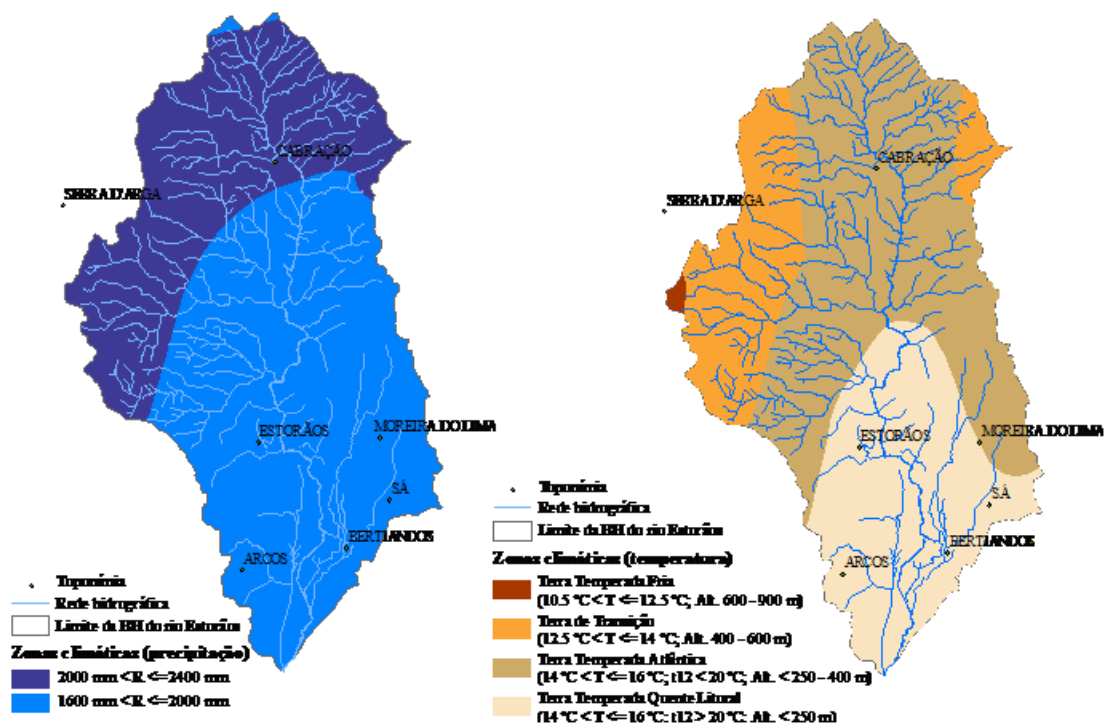 CABRAÇÃO
SERRA D'ARGA
ESTORÃOS
MOREIRA DO LIMA
SÁ
BERTIANDOS
ARCOS
Toponímia
Rede hidrográfica
Limite da BH do rio Estorãos
Zonas climáticas (precipitação)
2000 mm < R <=2400 mm
1600 mm < R <=2000 mm
CABRAÇÃO
SERRA D'ARGA
ESTORÃOS
MOREIRA DO LIMA
SÁ
BERTIANDOS
ARCOS
Toponímia
Rede hidrográfica
Limite da BH do rio Estorãos
Zonas climáticas (temperatura)
Terra Temperada Fria
(10.5 °C < T <=12.5 °C; Alt. 600 - 900 m)
Terra de Transição
(12.5 °C < T <=14 °C; Alt. 400 - 600 m)
Terra Temperada Atlântica
(14 °C < T <=16 °C; t12 < 20 °C; Alt. < 250 - 400 m)
Terra Temperada Quente Litoral
(14 °C < T <=16 °C; t12 > 20 °C; Alt. < 250 m)